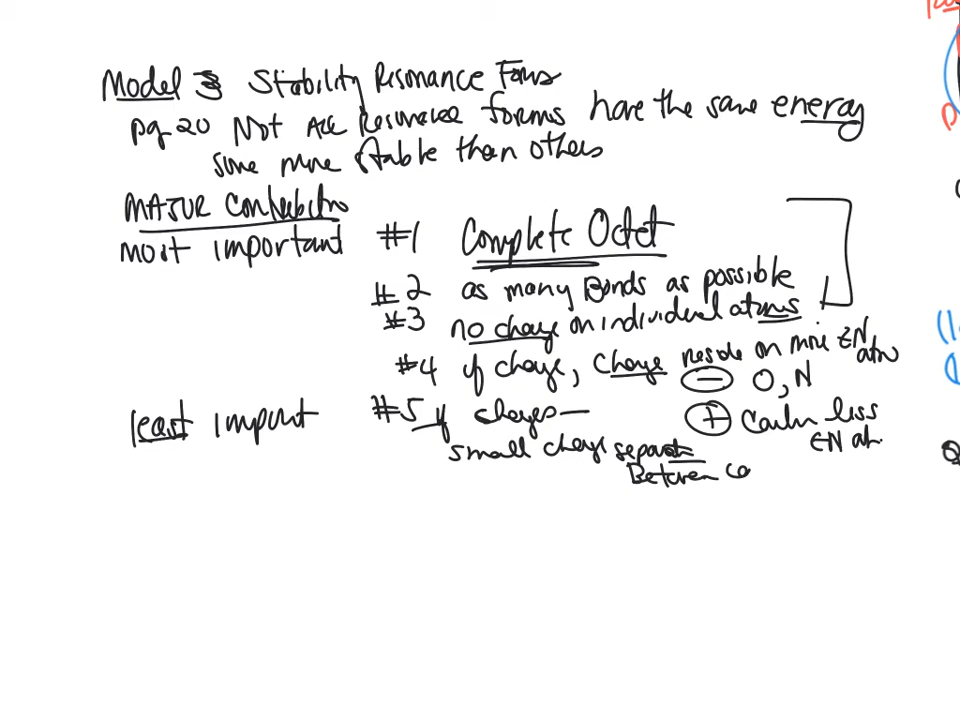 Model 3 Stability Resonance Forms
pg 20 Not All Resonance forms have the same energy
some more stable than others
MAJOR Contributor
most important #1 Complete Octet
#2 as many Bonds as possible
#3 no charge on individual atoms
#4 if charge, charge reside on more EN atom
⊖ O, N
least import #5 if charges —
⊕ Carbon less
EN at.
small charge separat
Between